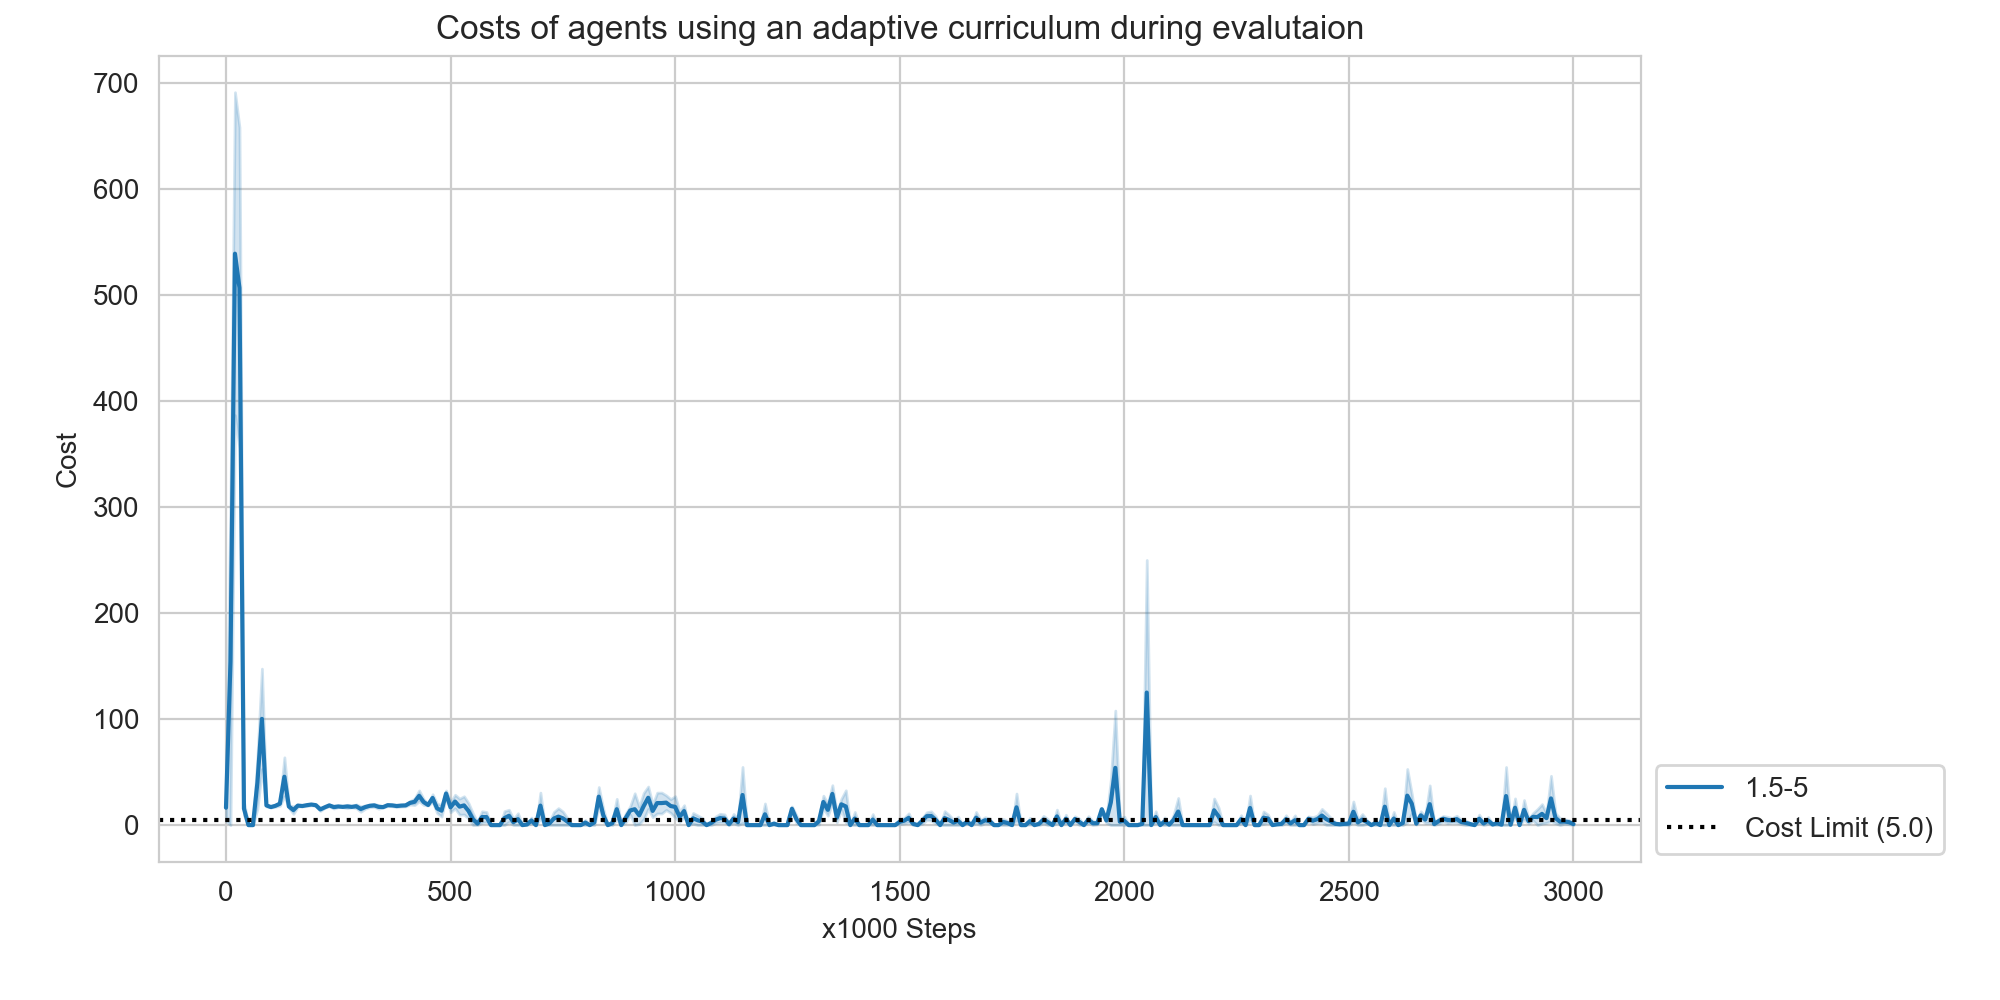 Costs of agents using an adaptive curriculum during evalutaion
700
600
500
400
300
200
100
0
Cost
0 500 1000 1500 2000 2500 3000
x1000 Steps
1.5-5
Cost Limit (5.0)